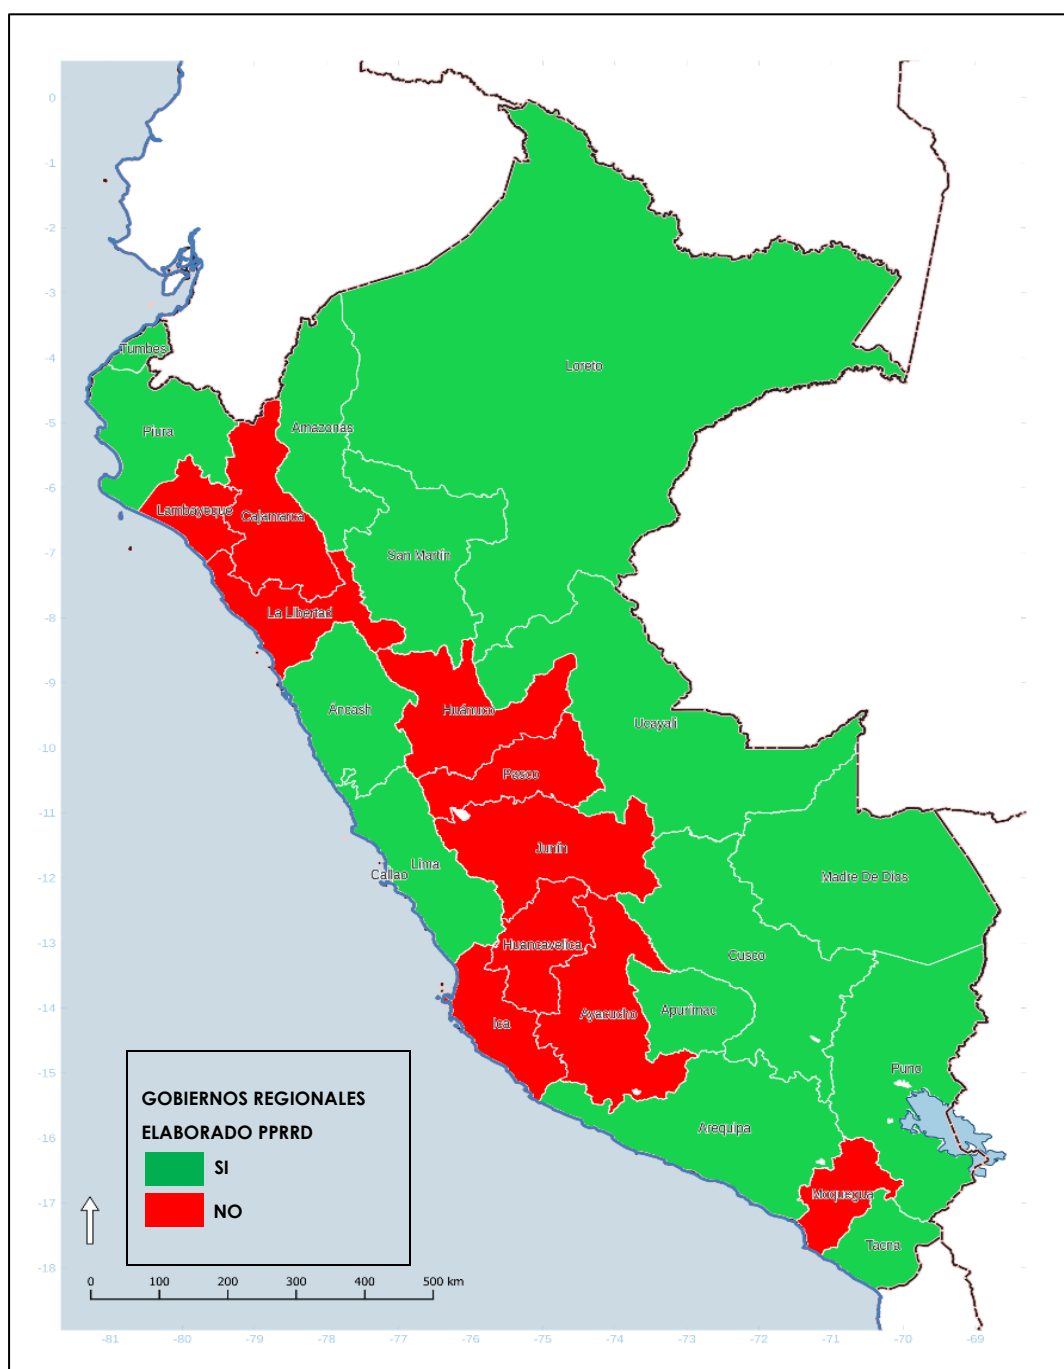 0
-1
-2
-3
-4
-5
-6
-7
-8
-9
-10
-11
-12
-13
-14
-15
-16
-17
-18
Tumbes
Loreto
Piura
Amazonas
Lambayeque
Cajamarca
San Martín
La Libertad
Ancash
Huánuco
Ucayali
Pasco
Junín
Lima
Callao
Madre De Dios
Huancavelica
Cusco
Ica
Ayacucho
Apurímac
Puno
Arequipa
Moquegua
Tacna
GOBIERNOS REGIONALES
ELABORADO PPRRD
SI
NO
0 100 200 300 400 500 km
-81 -80 -79 -78 -77 -76 -75 -74 -73 -72 -71 -70 -69